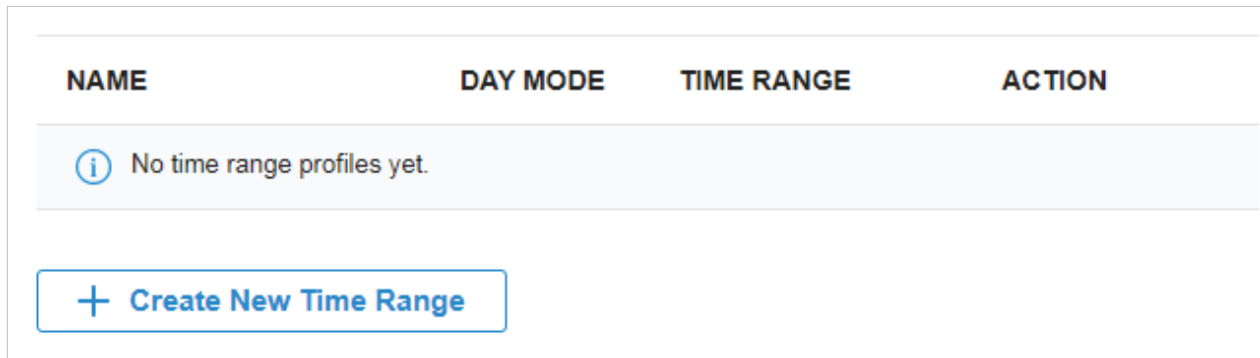 NAME DAY MODE TIME RANGE ACTION
No time range profiles yet.
Create New Time Range